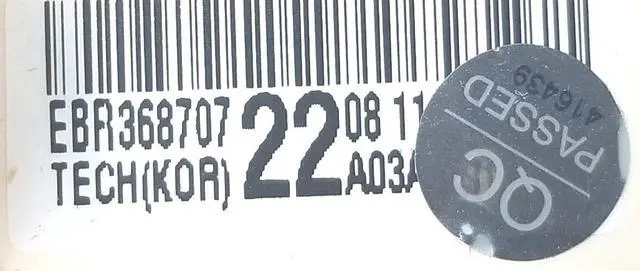 EBR368707 22 08 11
TECH(KOR) A03A
QC
PASSED
416439